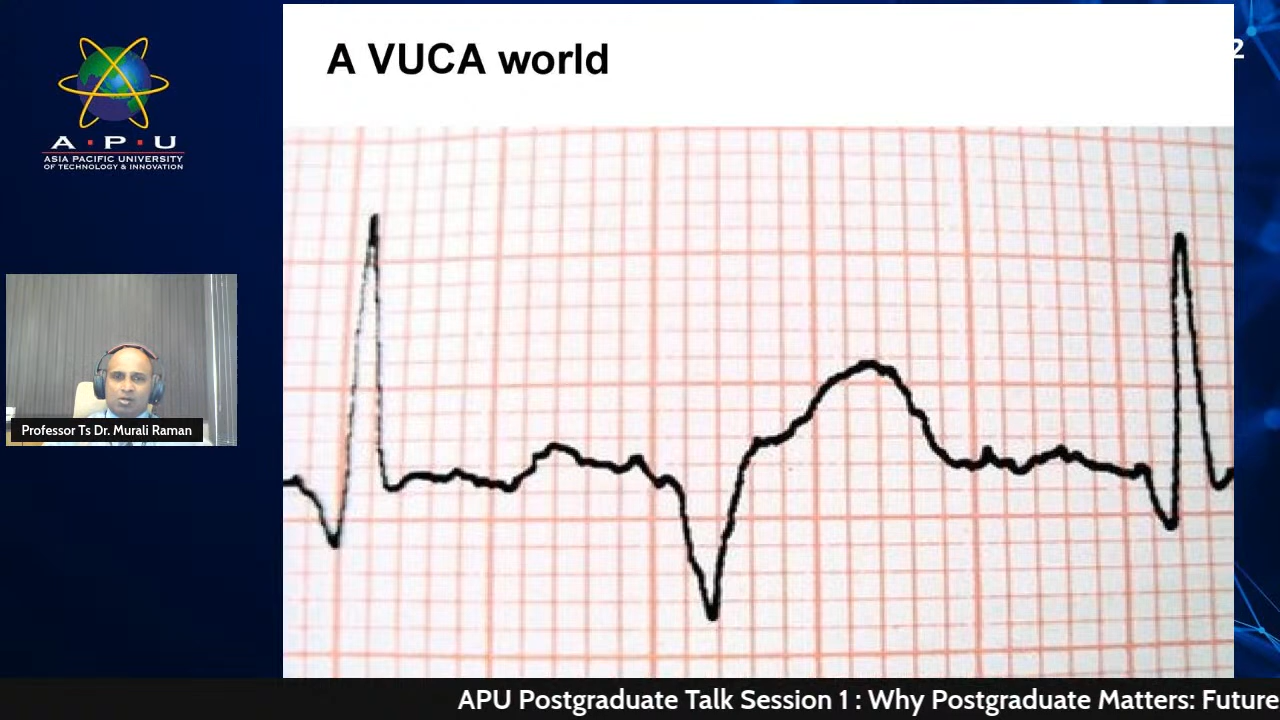 A VUCA world
2
A·P·U
ASIA PACIFIC UNIVERSITY
OF TECHNOLOGY & INNOVATION
Professor Ts Dr. Murali Raman
APU Postgraduate Talk Session 1 : Why Postgraduate Matters: Future